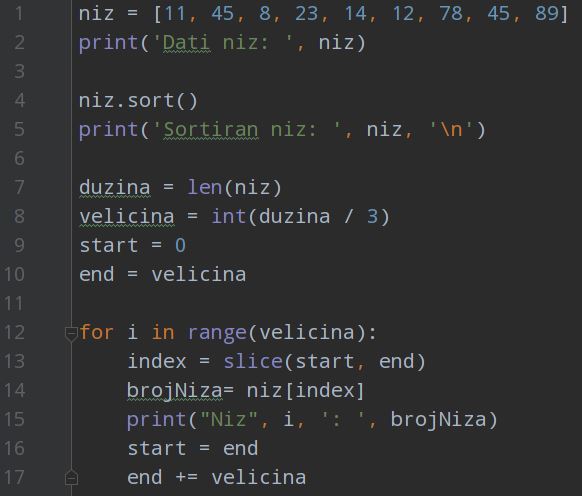 1 niz = [11, 45, 8, 23, 14, 12, 78, 45, 89]
2 print('Dati niz: ', niz)
3
4 niz.sort()
5 print('Sortiran niz: ', niz, '\n')
6
7 duzina = len(niz)
8 velicina = int(duzina / 3)
9 start = 0
10 end = velicina
11
12 for i in range(velicina):
13     index = slice(start, end)
14     brojNiza= niz[index]
15     print("Niz", i, ': ', brojNiza)
16     start = end
17     end += velicina